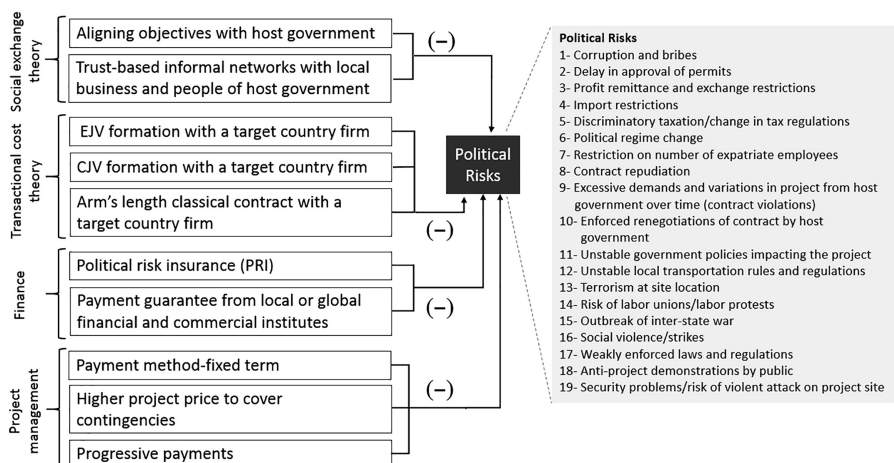 Social exchange
theory
Aligning objectives with host government
Trust-based informal networks with local
business and people of host government
(−)
Transactional cost
theory
EJV formation with a target country firm
CJV formation with a target country firm
Arm's length classical contract with a
target country firm
(−)
Finance
Political risk insurance (PRI)
Payment guarantee from local or global
financial and commercial institutes
(−)
Project
management
Payment method-fixed term
Higher project price to cover
contingencies
Progressive payments
(−)
Political
Risks
Political Risks
1- Corruption and bribes
2- Delay in approval of permits
3- Profit remittance and exchange restrictions
4- Import restrictions
5- Discriminatory taxation/change in tax regulations
6- Political regime change
7- Restriction on number of expatriate employees
8- Contract repudiation
9- Excessive demands and variations in project from host
government over time (contract violations)
10- Enforced renegotiations of contract by host
government
11- Unstable government policies impacting the project
12- Unstable local transportation rules and regulations
13- Terrorism at site location
14- Risk of labor unions/labor protests
15- Outbreak of inter-state war
16- Social violence/strikes
17- Weakly enforced laws and regulations
18- Anti-project demonstrations by public
19- Security problems/risk of violent attack on project site